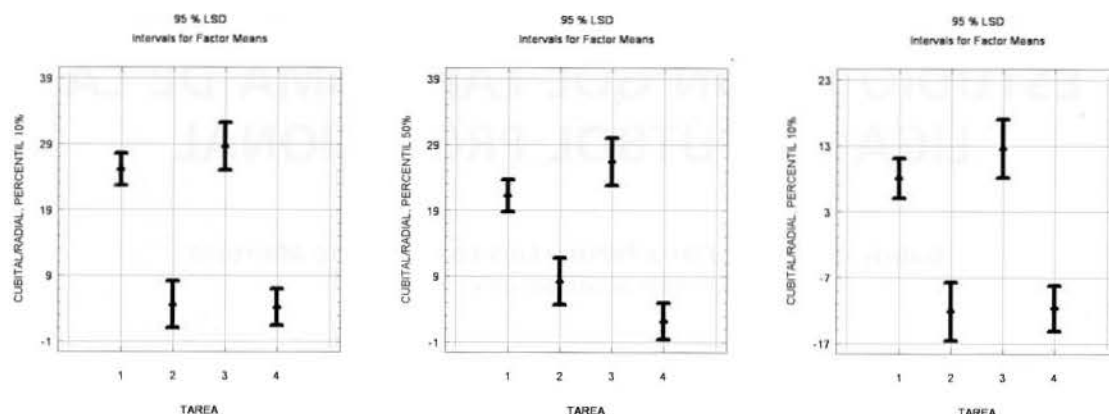 95 % LSD
Intervals for Factor Means
CUBITAL/RADIAL, PERCENTIL 10%
39
29
19
9
-1
1 2 3 4
TAREA
95 % LSD
Intervals for Factor Means
CUBITAL/RADIAL, PERCENTIL 50%
39
29
19
9
-1
1 2 3 4
TAREA
95 % LSD
Intervals for Factor Means
CUBITAL/RADIAL, PERCENTIL 10%
23
13
3
-7
-17
1 2 3 4
TAREA